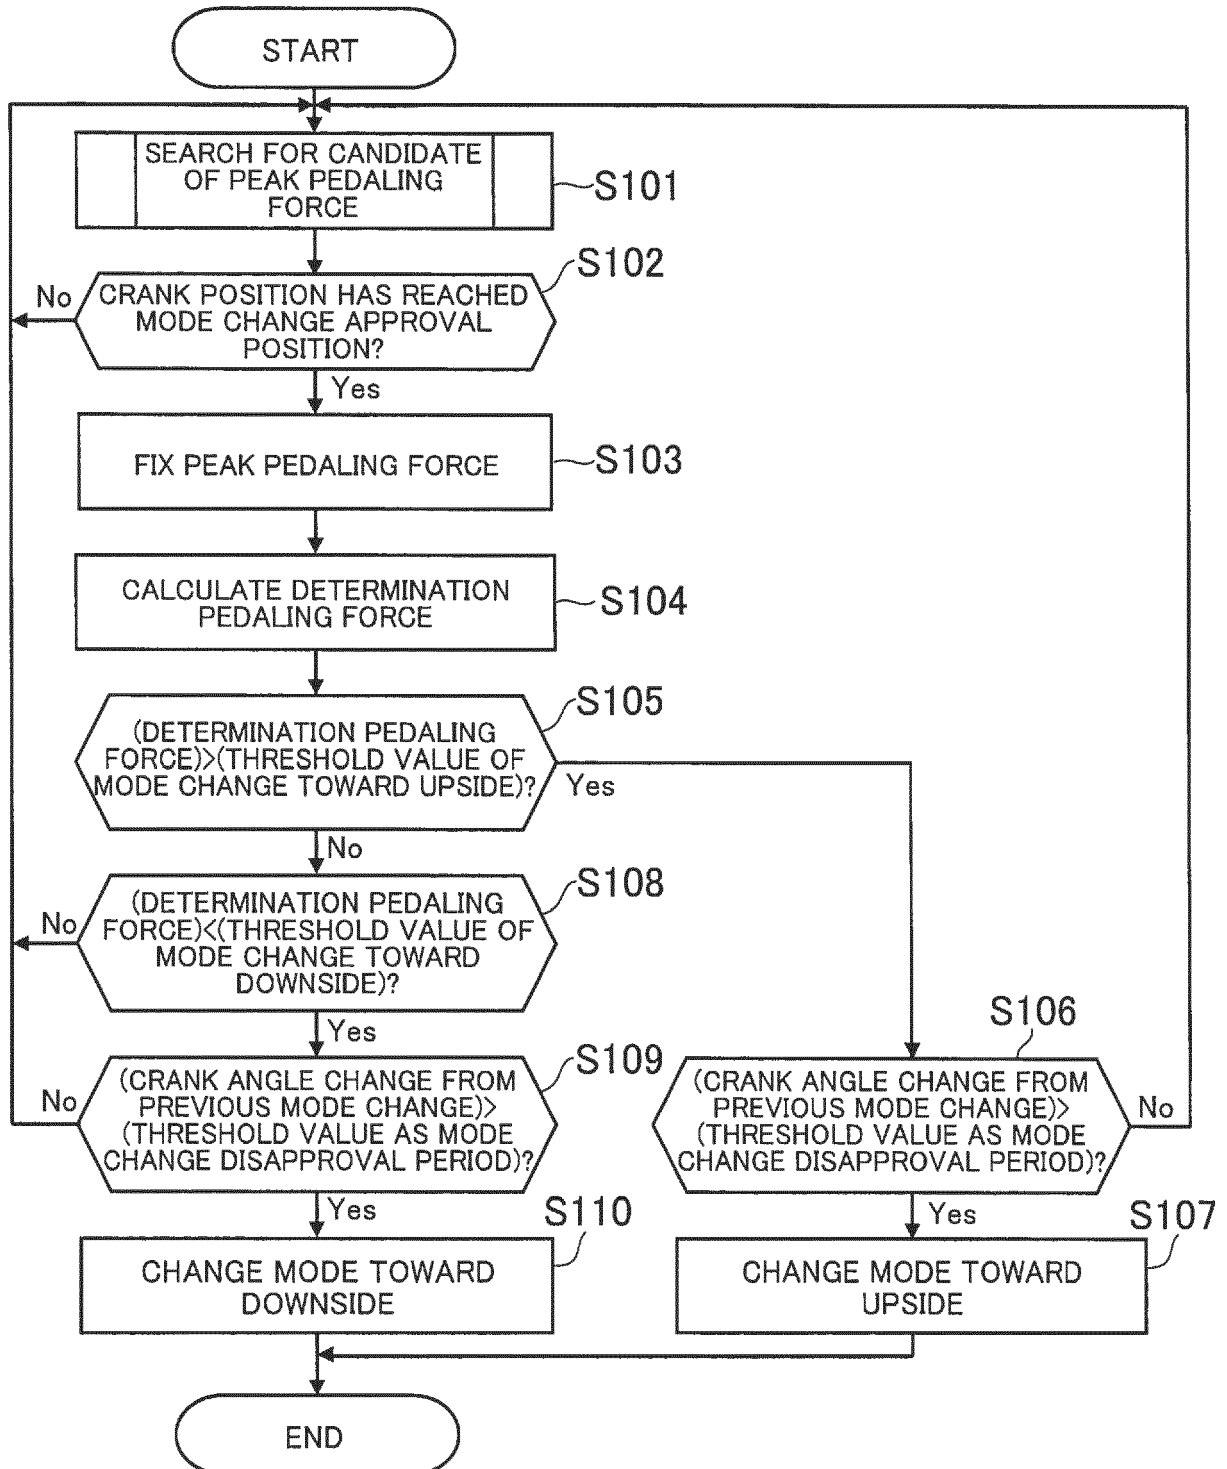 START
SEARCH FOR CANDIDATE
OF PEAK PEDALING
FORCE
S101
S102
No
CRANK POSITION HAS REACHED
MODE CHANGE APPROVAL
POSITION?
Yes
FIX PEAK PEDALING FORCE
S103
CALCULATE DETERMINATION
PEDALING FORCE
S104
S105
(DETERMINATION PEDALING
FORCE)>(THRESHOLD VALUE OF
MODE CHANGE TOWARD UPSIDE)?
Yes
No
S108
(DETERMINATION PEDALING
FORCE)<(THRESHOLD VALUE OF
MODE CHANGE TOWARD
DOWNSIDE)?
No
Yes
S109
(CRANK ANGLE CHANGE FROM
PREVIOUS MODE CHANGE)>
(THRESHOLD VALUE AS MODE
CHANGE DISAPPROVAL PERIOD)?
No
S106
(CRANK ANGLE CHANGE FROM
PREVIOUS MODE CHANGE)>
(THRESHOLD VALUE AS MODE
CHANGE DISAPPROVAL PERIOD)?
No
Yes
S110
CHANGE MODE TOWARD
DOWNSIDE
Yes
S107
CHANGE MODE TOWARD
UPSIDE
END